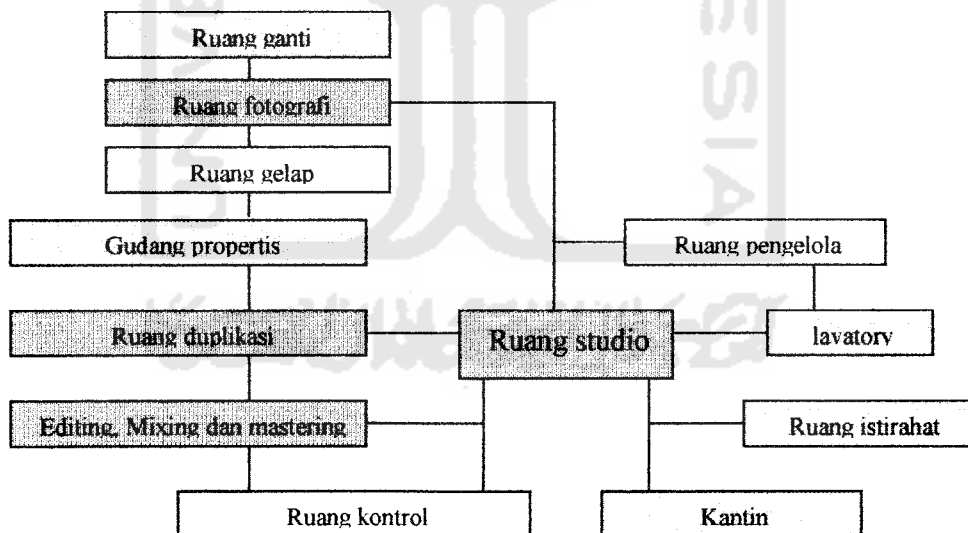 Ruang ganti
Ruang fotografi
Ruang gelap
Gudang propertis
Ruang pengelola
Ruang duplikasi
Ruang studio
lavatory
Editing, Mixing dan mastering
Ruang istirahat
Ruang kontrol
Kantin
ESIA